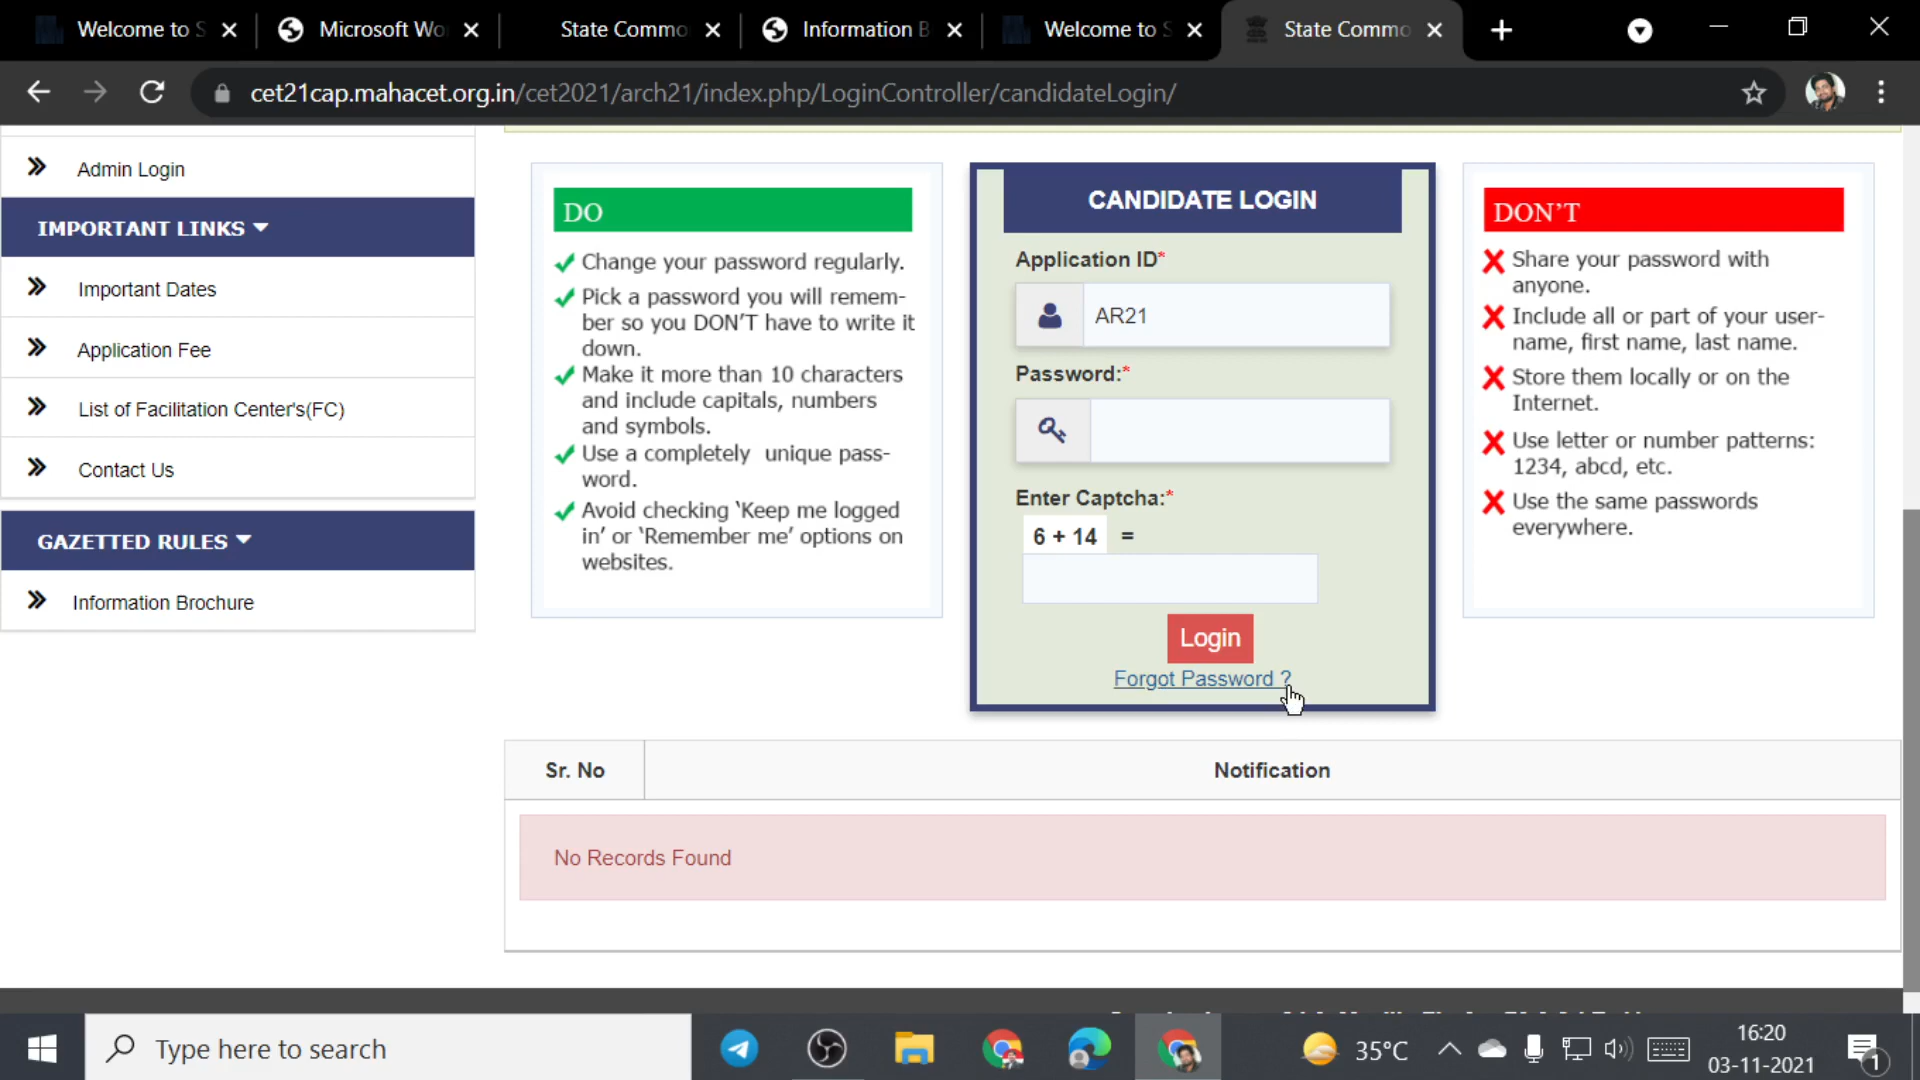 Welcome to S
Microsoft Wo
State Commo
Information B
Welcome to S
State Commo
cet21cap.mahacet.org.in/cet2021/arch21/index.php/LoginController/candidateLogin/
Admin Login
IMPORTANT LINKS
Important Dates
Application Fee
List of Facilitation Center's(FC)
Contact Us
GAZETTED RULES
Information Brochure
DO
Change your password regularly.
Pick a password you will remem-
ber so you DON'T have to write it
down.
Make it more than 10 characters
and include capitals, numbers
and symbols.
Use a completely unique pass-
word.
Avoid checking 'Keep me logged
in' or 'Remember me' options on
websites.
CANDIDATE LOGIN
Application ID*
AR21
Password:*
Enter Captcha:*
6 + 14 =
Login
Forgot Password ?
DON'T
Share your password with
anyone.
Include all or part of your user-
name, first name, last name.
Store them locally or on the
Internet.
Use letter or number patterns:
1234, abcd, etc.
Use the same passwords
everywhere.
Sr. No
Notification
No Records Found
Type here to search
35°C
16:20
03-11-2021
1